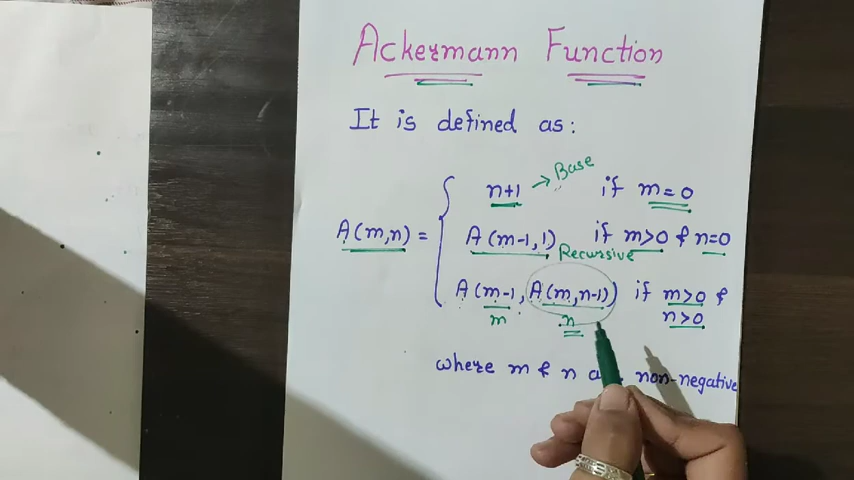 Ackermann Function
It is defined as:
n+1 → Base if m=0
A(m,n) = { A(m-1,1) if m>0 & n=0
Recursive
A(m-1, A(m,n-1)) if m>0 &
m n n>0
where m & n non-negative